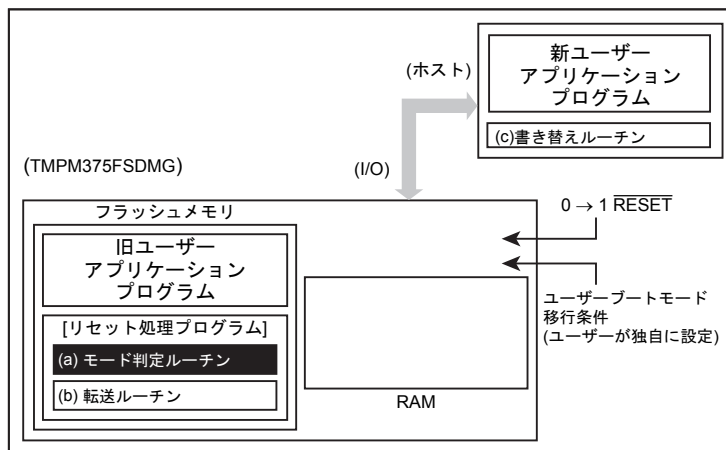 (ホスト)
新ユーザー
アプリケーション
プログラム
(c)書き替えルーチン
(TMPM375FSDMG)
(I/O)
フラッシュメモリ
旧ユーザー
アプリケーション
プログラム
[リセット処理プログラム]
(a) モード判定ルーチン
(b) 転送ルーチン
RAM
0 → 1 RESET
ユーザーブートモード
移行条件
(ユーザーが独自に設定)